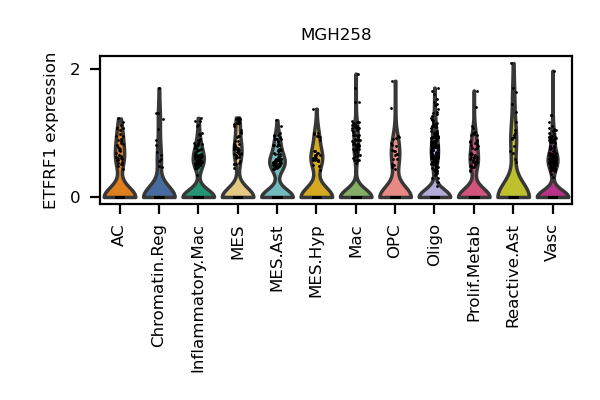 MGH258
ETFRF1 expression
2
0
AC
Chromatin.Reg
Inflammatory.Mac
MES
MES.Ast
MES.Hyp
Mac
OPC
Oligo
Prolif.Metab
Reactive.Ast
Vasc